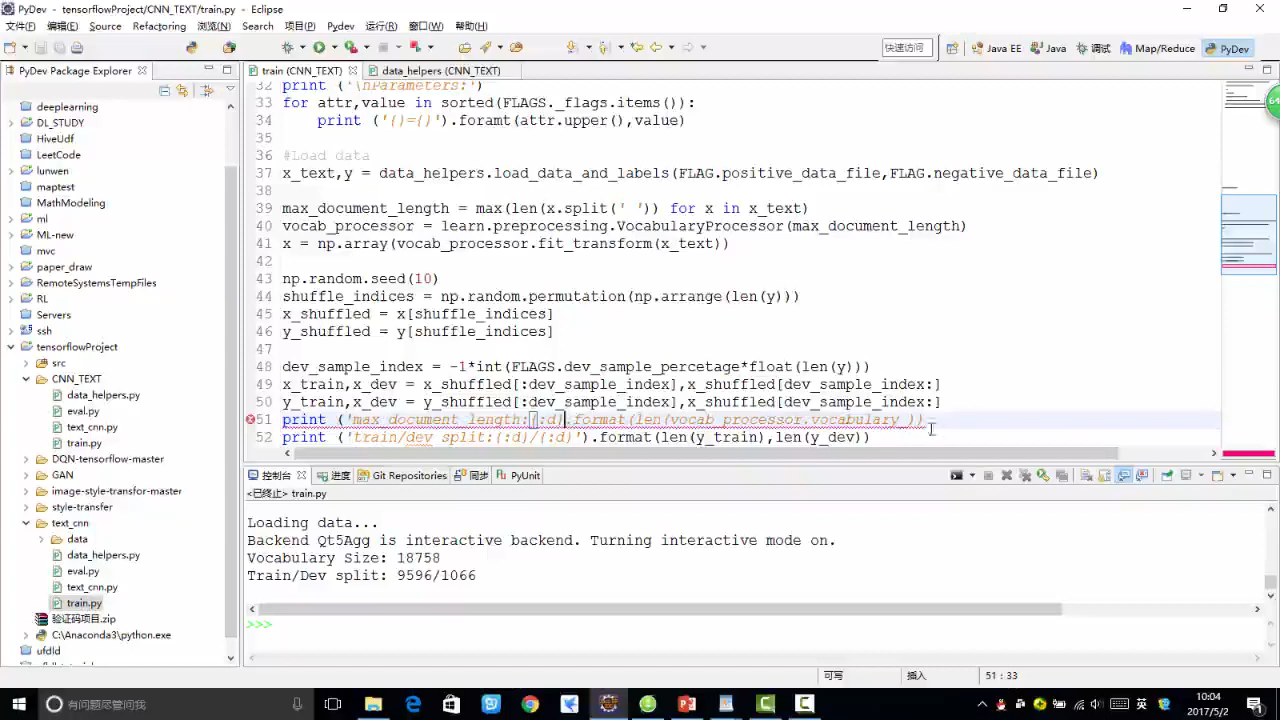 PyDev - tensorflowProject/CNN_TEXT/train.py - Eclipse
文件(F) 编辑(E) Source Refactoring 浏览(N) Search 项目(P) Pydev 运行(R) 窗口(W) 帮助(H)
快速访问 Java EE Java 调试 Map/Reduce PyDev
PyDev Package Explorer
deeplearning
DL_STUDY
HiveUdf
LeetCode
lunwen
maptest
MathModeling
ml
ML-new
mvc
paper_draw
RemoteSystemsTempFiles
RL
Servers
ssh
tensorflowProject
src
CNN_TEXT
data_helpers.py
eval.py
text_cnn.py
train.py
DQN-tensorflow-master
GAN
image-style-transfor-master
style-transfer
text_cnn
data
data_helpers.py
eval.py
text_cnn.py
train.py
验证码项目.zip
C:\Anaconda3\python.exe
ufdld
train (CNN_TEXT) data_helpers (CNN_TEXT)
32 print ('\nParameters:')
33 for attr,value in sorted(FLAGS._flags.items()):
34 print ('{}={}').foramt(attr.upper(),value)
35
36 #Load data
37 x_text,y = data_helpers.load_data_and_labels(FLAG.positive_data_file,FLAG.negative_data_file)
38
39 max_document_length = max(len(x.split(' ')) for x in x_text)
40 vocab_processor = learn.preprocessing.VocabularyProcessor(max_document_length)
41 x = np.array(vocab_processor.fit_transform(x_text))
42
43 np.random.seed(10)
44 shuffle_indices = np.random.permutation(np.arrange(len(y)))
45 x_shuffled = x[shuffle_indices]
46 y_shuffled = y[shuffle_indices]
47
48 dev_sample_index = -1*int(FLAGS.dev_sample_percetage*float(len(y)))
49 x_train,x_dev = x_shuffled[:dev_sample_index],x_shuffled[dev_sample_index:]
50 y_train,x_dev = y_shuffled[:dev_sample_index],x_shuffled[dev_sample_index:]
51 print ('max_document_length:{:d}.format(len(vocab_processor.vocabulary_))
52 print ('train/dev split:{:d}/{:d}').format(len(y_train),len(y_dev))
控制台 进度 Git Repositories 同步 PyUnit
<已终止> train.py
Loading data...
Backend Qt5Agg is interactive backend. Turning interactive mode on.
Vocabulary Size: 18758
Train/Dev split: 9596/1066
>>>
可写 插入 51 : 33
有问题尽管问我
英
10:04
2017/5/2
64